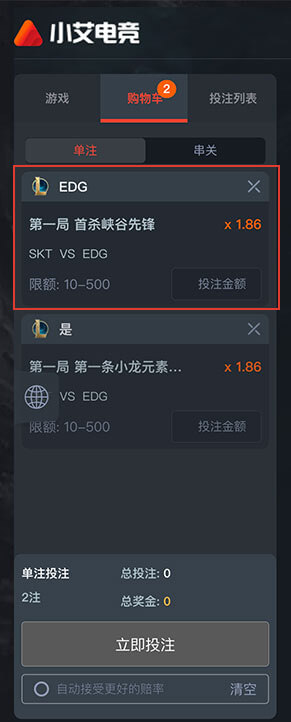 小艾电竞
游戏
购物车
2
投注列表
单注
串关
EDG
第一局 首杀峡谷先锋
x 1.86
SKT VS EDG
限额: 10-500
投注金额
是
第一局 第一条小龙元素...
x 1.86
VS EDG
限额: 10-500
投注金额
单注投注
总投注: 0
2注
总奖金: 0
立即投注
自动接受更好的赔率
清空